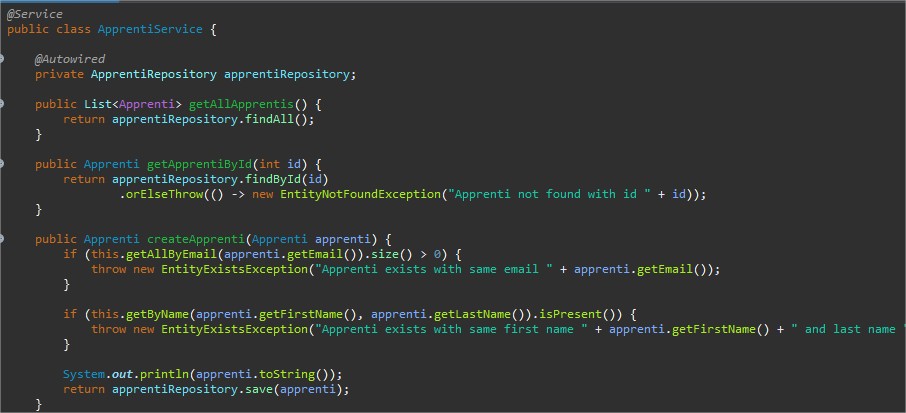 @Service
public class ApprentiService {
@Autowired
private ApprentiRepository apprentiRepository;
public List<Apprenti> getAllApprentis() {
return apprentiRepository.findAll();
}
public Apprenti getApprentiById(int id) {
return apprentiRepository.findById(id)
.orElseThrow(() -> new EntityNotFoundException("Apprenti not found with id " + id));
}
public Apprenti createApprenti(Apprenti apprenti) {
if (this.getAllByEmail(apprenti.getEmail()).size() > 0) {
throw new EntityExistsException("Apprenti exists with same email " + apprenti.getEmail());
}
if (this.getByName(apprenti.getFirstName(), apprenti.getLastName()).isPresent()) {
throw new EntityExistsException("Apprenti exists with same first name " + apprenti.getFirstName() + " and last name "
}
System.out.println(apprenti.toString());
return apprentiRepository.save(apprenti);
}